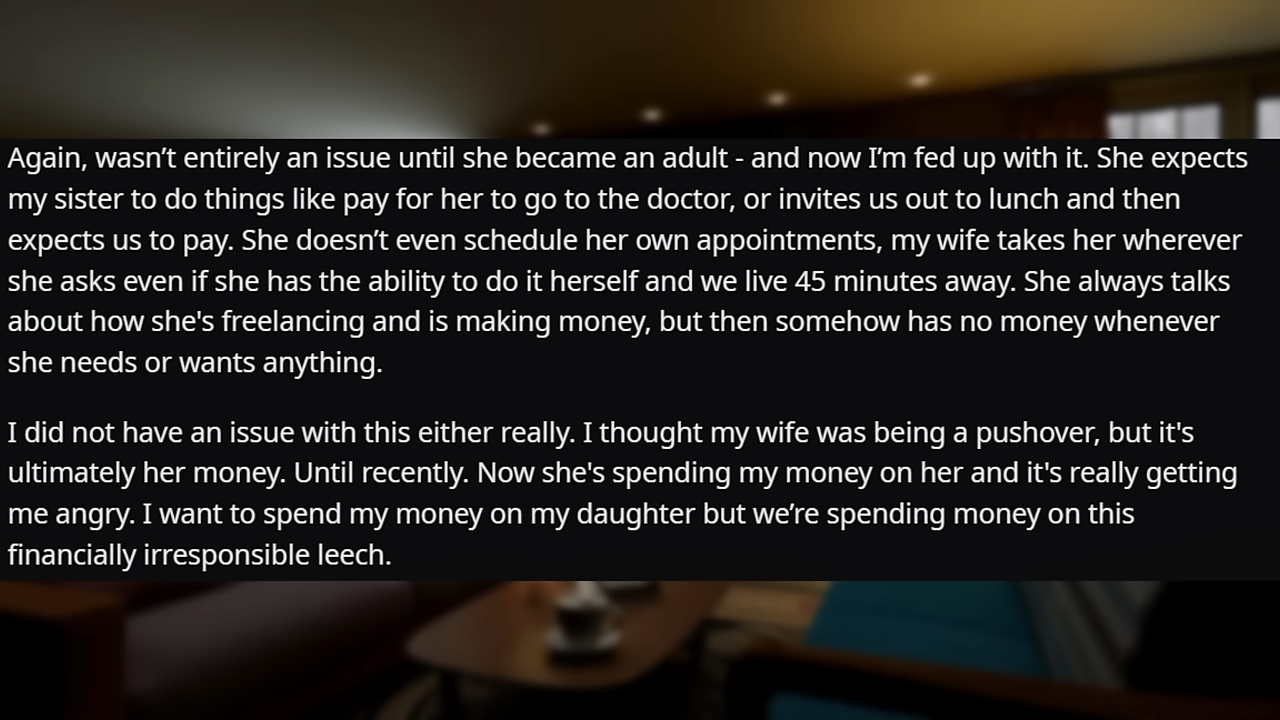 Again, wasn’t entirely an issue until she became an adult - and now I’m fed up with it. She expects
my sister to do things like pay for her to go to the doctor, or invites us out to lunch and then
expects us to pay. She doesn’t even schedule her own appointments, my wife takes her wherever
she asks even if she has the ability to do it herself and we live 45 minutes away. She always talks
about how she's freelancing and is making money, but then somehow has no money whenever
she needs or wants anything.
I did not have an issue with this either really. I thought my wife was being a pushover, but it's
ultimately her money. Until recently. Now she's spending my money on her and it's really getting
me angry. I want to spend my money on my daughter but we’re spending money on this
financially irresponsible leech.